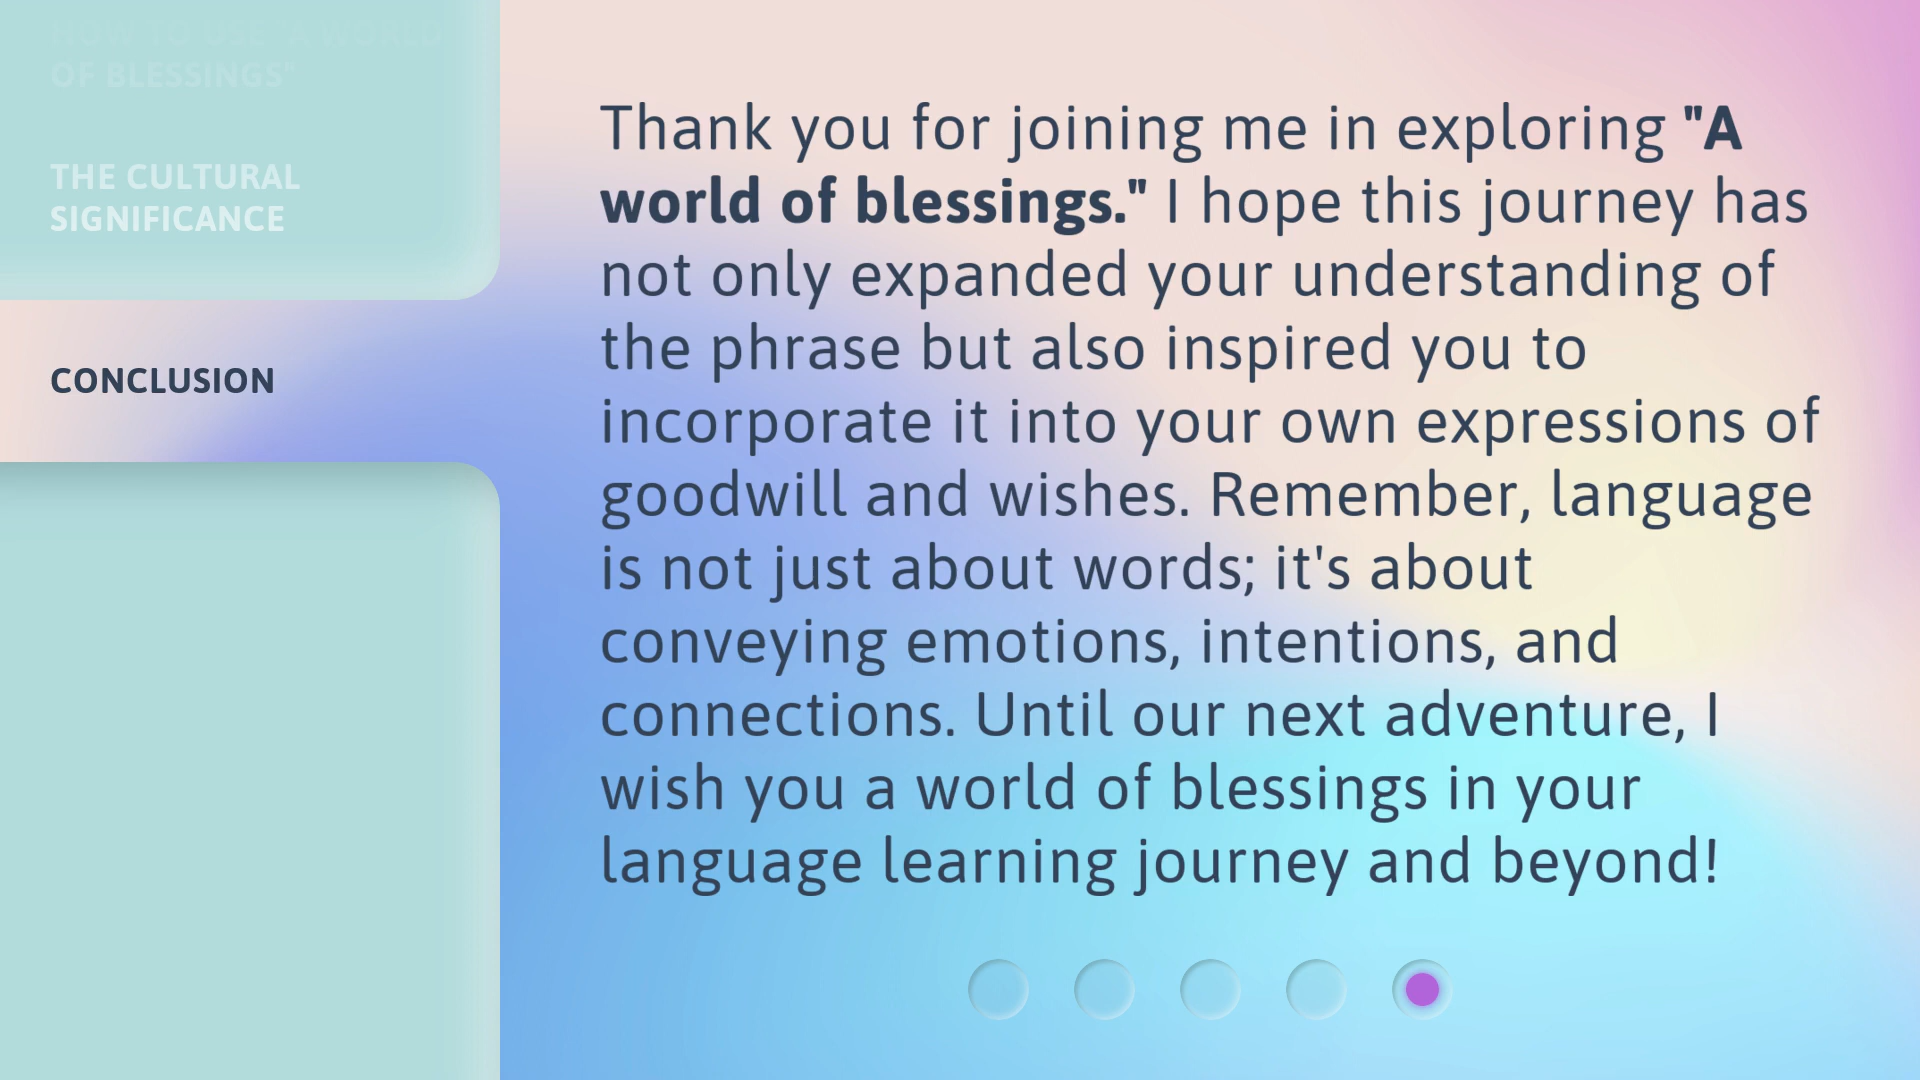 HOW TO USE "A WORLD
OF BLESSINGS"
THE CULTURAL
SIGNIFICANCE
CONCLUSION
Thank you for joining me in exploring "A
world of blessings." I hope this journey has
not only expanded your understanding of
the phrase but also inspired you to
incorporate it into your own expressions of
goodwill and wishes. Remember, language
is not just about words; it's about
conveying emotions, intentions, and
connections. Until our next adventure, I
wish you a world of blessings in your
language learning journey and beyond!